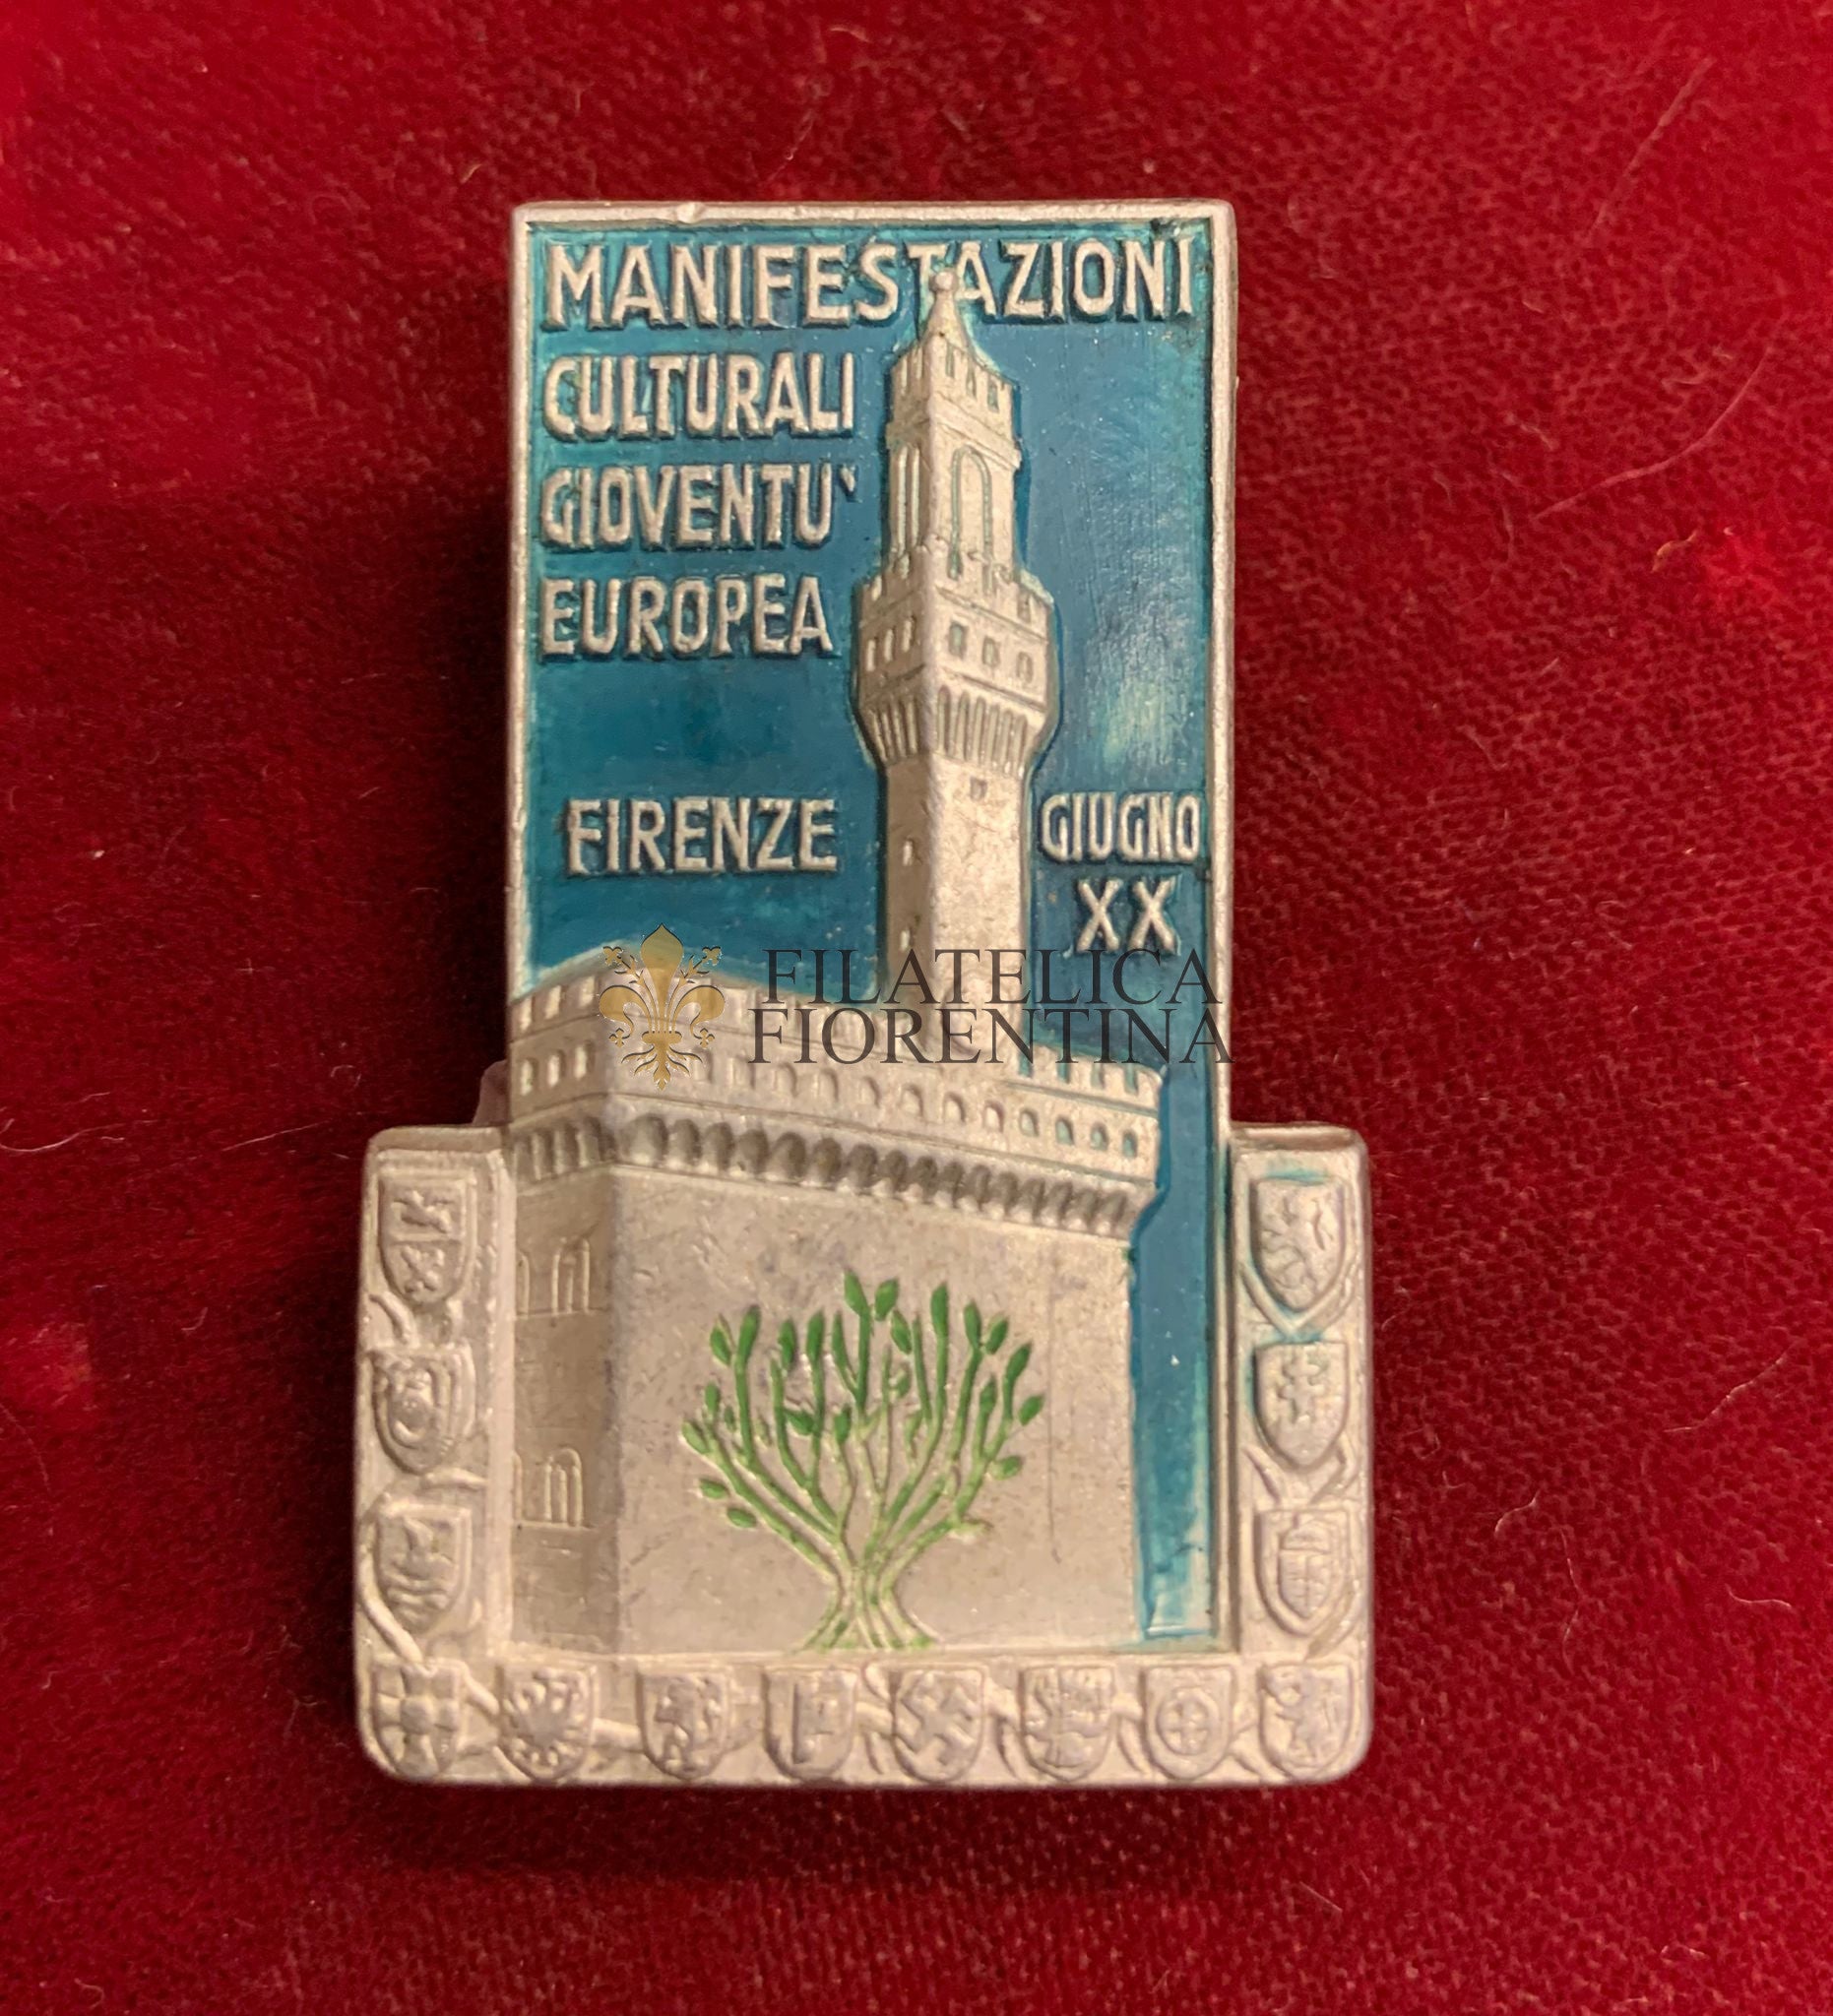 MANIFESTAZIONI
CULTURALI
GIOVENTU'
EUROPEA
FIRENZE
GIUGNO
XX
FILATELICA
FIORENTINA